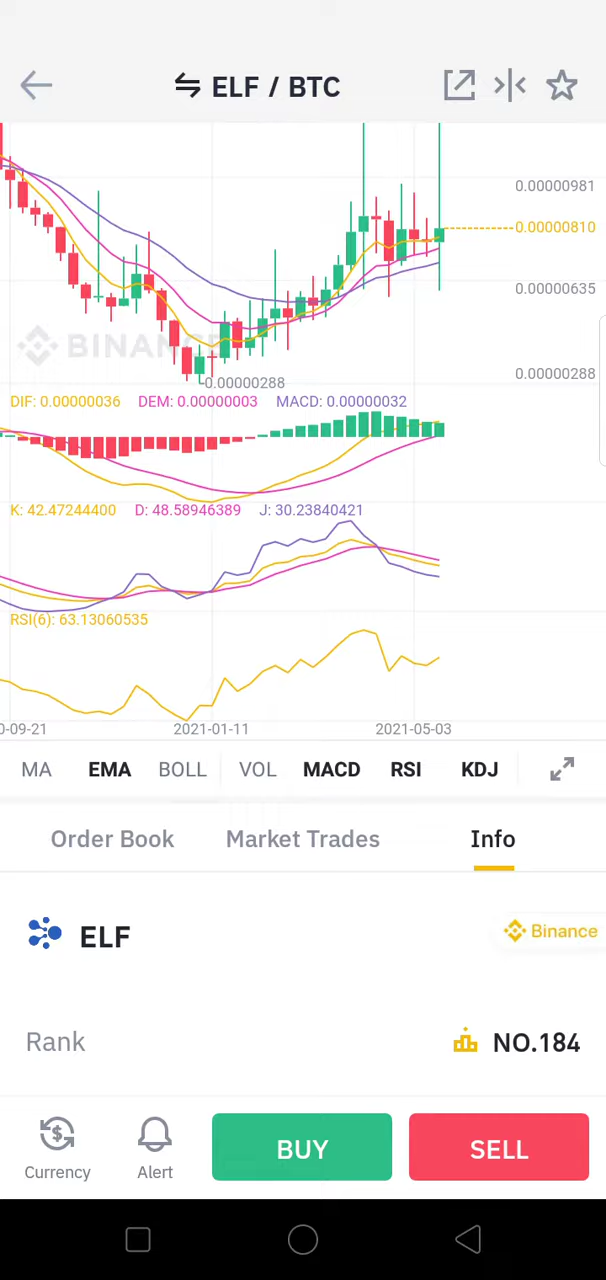 ELF / BTC
0.00000981
0.00000810
0.00000635
BINANCE
0.00000288
0.00000288
DIF: 0.00000036 DEM: 0.00000003 MACD: 0.00000032
K: 42.47244400 D: 48.58946389 J: 30.23840421
RSI(6): 63.13060535
0-09-21 2021-01-11 2021-05-03
MA EMA BOLL VOL MACD RSI KDJ
Order Book Market Trades Info
ELF Binance
Rank NO.184
Currency Alert BUY SELL